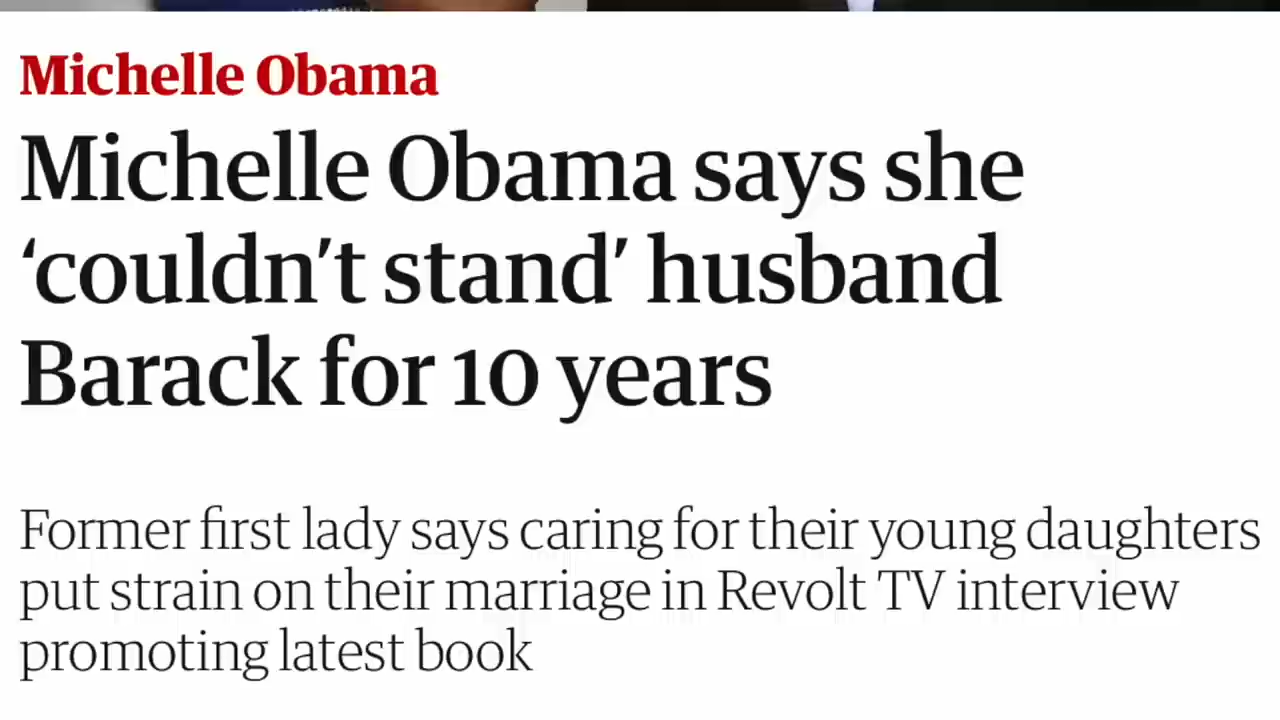 Michelle Obama
Michelle Obama says she
‘couldn’t stand’ husband
Barack for 10 years
Former first lady says caring for their young daughters
put strain on their marriage in Revolt TV interview
promoting latest book